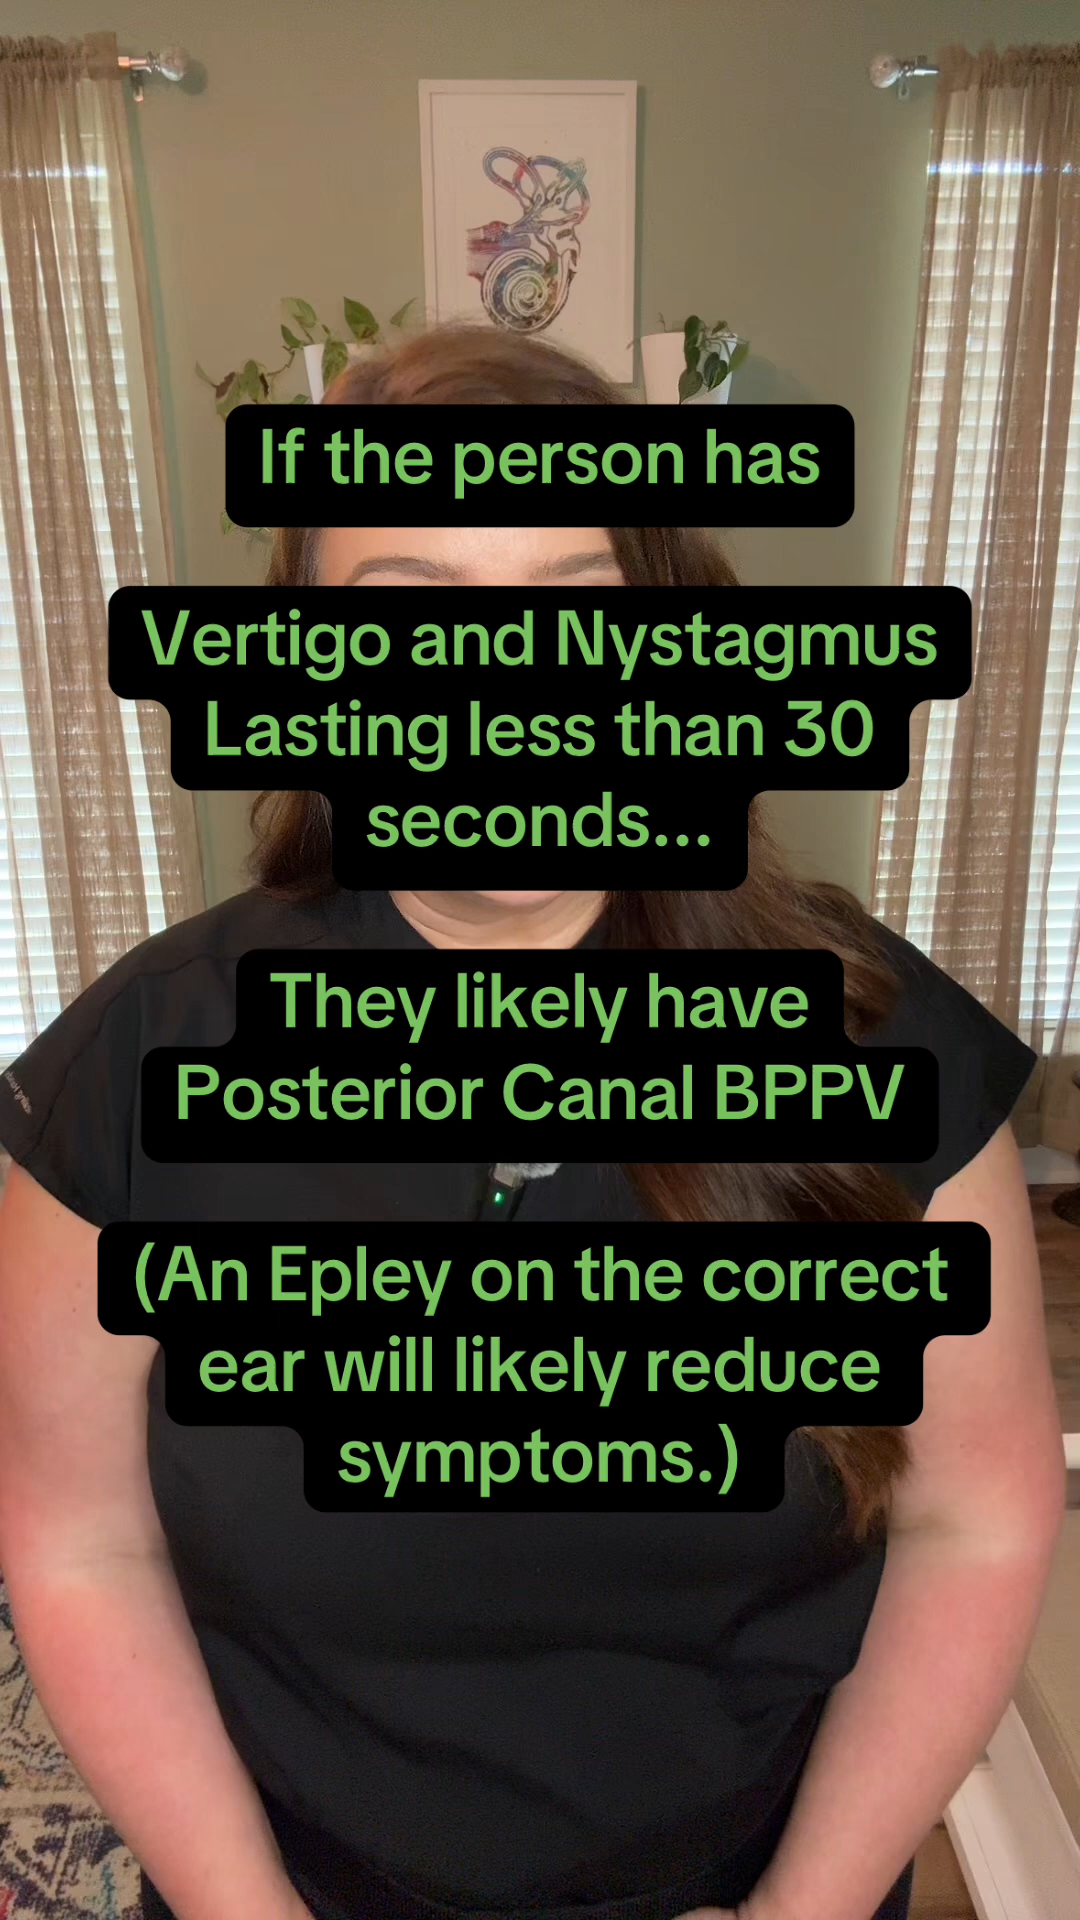 If the person has
Vertigo and Nystagmus
Lasting less than 30
seconds...
They likely have
Posterior Canal BPPV
(An Epley on the correct
ear will likely reduce
symptoms.)